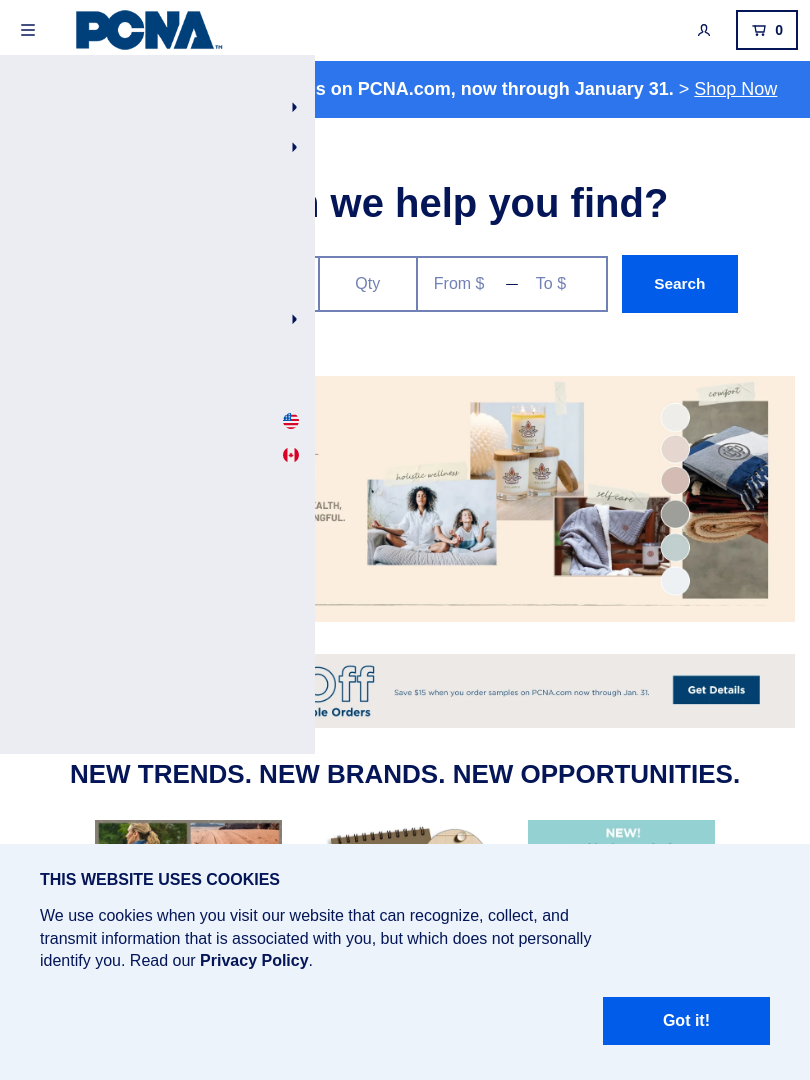 PCNA™
0
s on PCNA.com, now through January 31. > Shop Now
we help you find?
Qty
From $ — To $
Search
comfort
holistic wellness
self care
Off
Save $15 when you order samples on PCNA.com now through Jan. 31.
Get Details
Orders
NEW TRENDS. NEW BRANDS. NEW OPPORTUNITIES.
NEW!
THIS WEBSITE USES COOKIES
We use cookies when you visit our website that can recognize, collect, and
transmit information that is associated with you, but which does not personally
identify you. Read our Privacy Policy.
Got it!